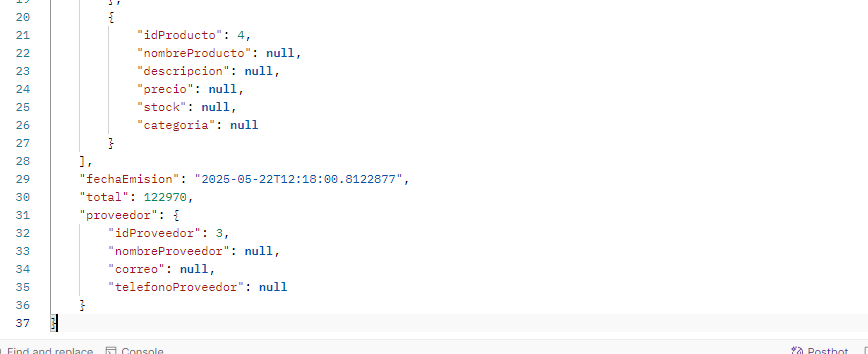 19 },
20 {
21 "idProducto": 4,
22 "nombreProducto": null,
23 "descripcion": null,
24 "precio": null,
25 "stock": null,
26 "categoria": null
27 }
28 ],
29 "fechaEmision": "2025-05-22T12:18:00.8122877",
30 "total": 122970,
31 "proveedor": {
32 "idProveedor": 3,
33 "nombreProveedor": null,
34 "correo": null,
35 "telefonoProveedor": null
36 }
37 }
Find and replace Console Postbot